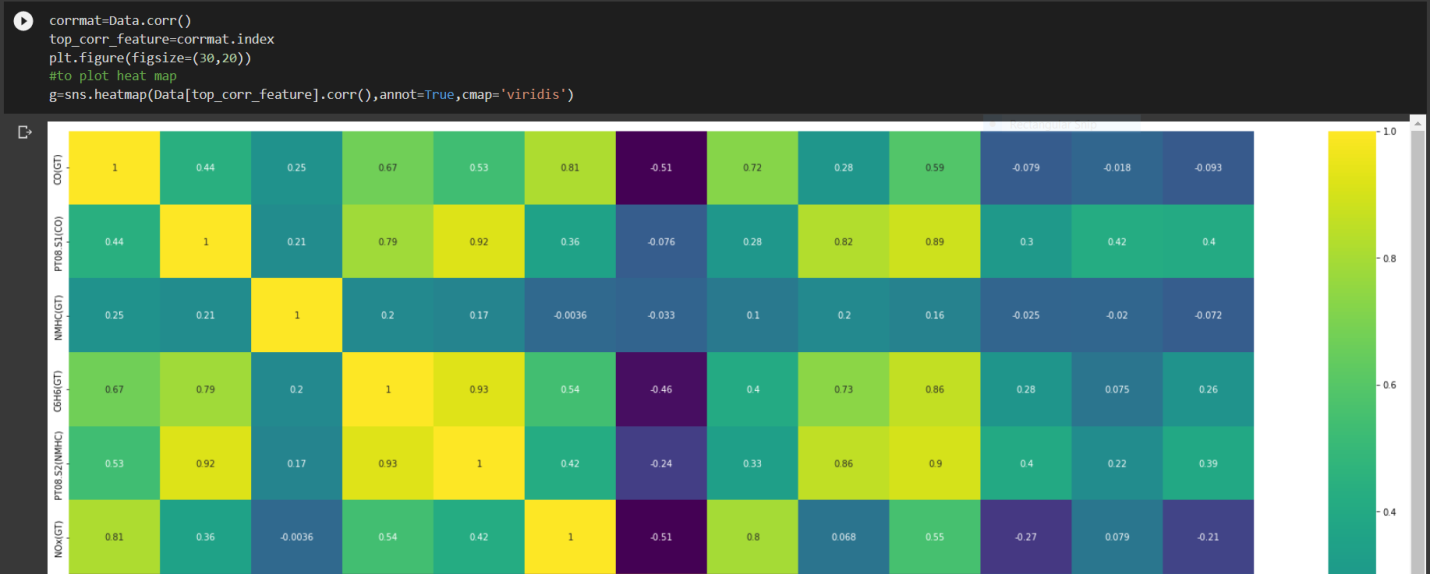 corrmat=Data.corr()
top_corr_feature=corrmat.index
plt.figure(figsize=(30,20))
#to plot heat map
g=sns.heatmap(Data[top_corr_feature].corr(),annot=True,cmap='viridis')
Rectangular Snip
CO(GT) 1 0.44 0.25 0.67 0.53 0.81 -0.51 0.72 0.28 0.59 -0.079 -0.018 -0.093
PT08.S1(CO) 0.44 1 0.21 0.79 0.92 0.36 -0.076 0.28 0.82 0.89 0.3 0.42 0.4
NMHC(GT) 0.25 0.21 1 0.2 0.17 -0.0036 -0.033 0.1 0.2 0.16 -0.025 -0.02 -0.072
C6H6(GT) 0.67 0.79 0.2 1 0.93 0.54 -0.46 0.4 0.73 0.86 0.28 0.075 0.26
PT08.S2(NMHC) 0.53 0.92 0.17 0.93 1 0.42 -0.24 0.33 0.86 0.9 0.4 0.22 0.39
NOx(GT) 0.81 0.36 -0.0036 0.54 0.42 1 -0.51 0.8 0.068 0.55 -0.27 0.079 -0.21
1.0
0.8
0.6
0.4